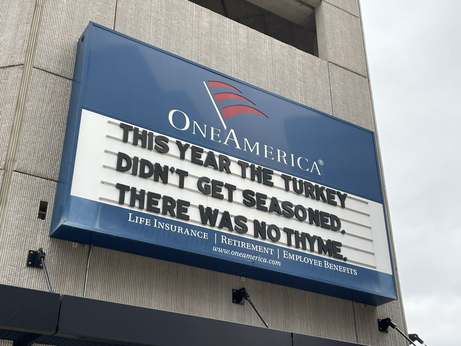 ONEAMERICA®
THIS YEAR THE TURKEY
DIDN'T GET SEASONED.
THERE WAS NO THYME.
LIFE INSURANCE | RETIREMENT | EMPLOYEE BENEFITS
www.oneamerica.com